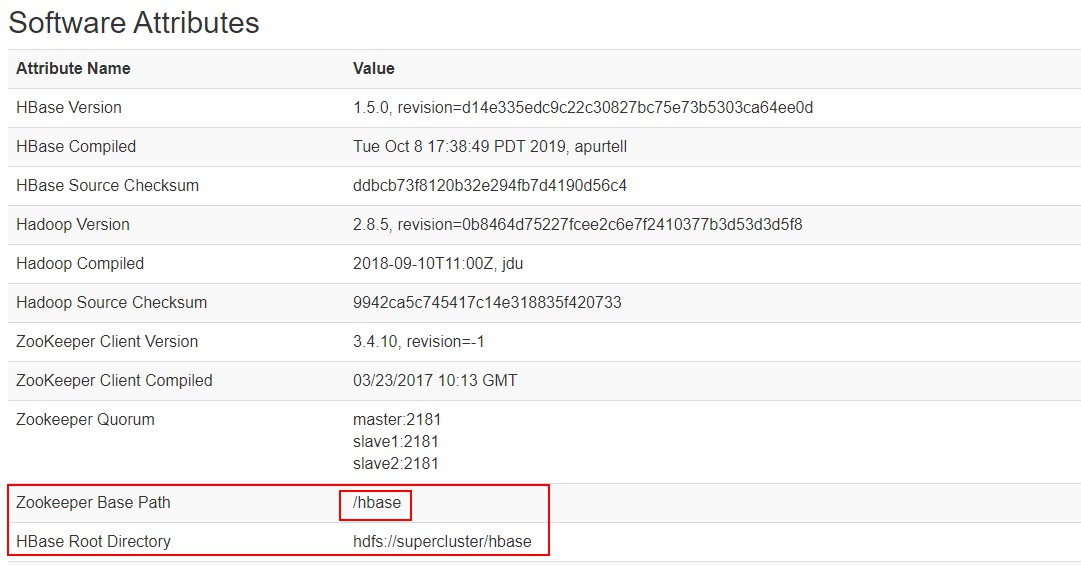 Software Attributes
Attribute Name Value
HBase Version 1.5.0, revision=d14e335edc9c22c30827bc75e73b5303ca64ee0d
HBase Compiled Tue Oct 8 17:38:49 PDT 2019, apurtell
HBase Source Checksum ddbcb73f8120b32e294fb7d4190d56c4
Hadoop Version 2.8.5, revision=0b8464d75227fcee2c6e7f2410377b3d53d3d5f8
Hadoop Compiled 2018-09-10T11:00Z, jdu
Hadoop Source Checksum 9942ca5c745417c14e318835f420733
ZooKeeper Client Version 3.4.10, revision=-1
ZooKeeper Client Compiled 03/23/2017 10:13 GMT
Zookeeper Quorum master:2181
slave1:2181
slave2:2181
Zookeeper Base Path /hbase
HBase Root Directory hdfs://supercluster/hbase